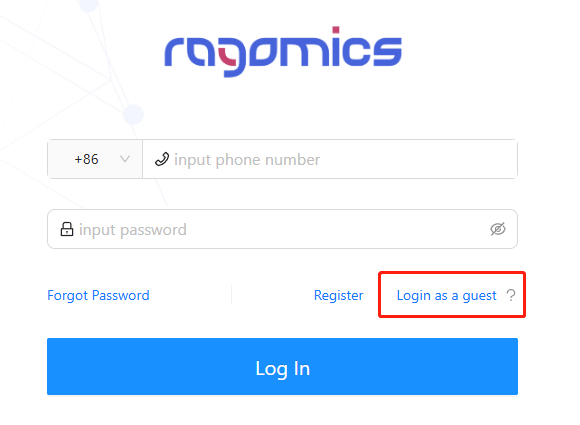 ragomics
+86 input phone number
input password
Forgot Password Register Login as a guest ?
Log In